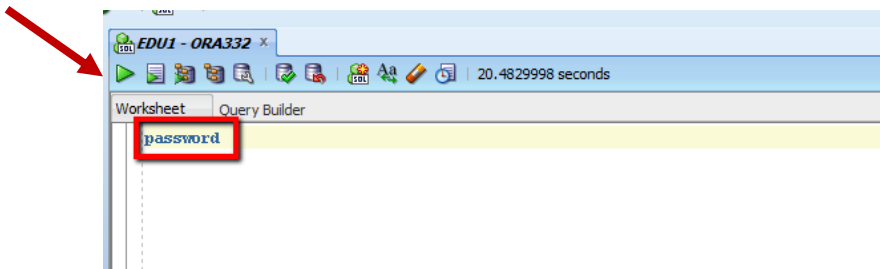 EDU1 - ORA332
20.4829998 seconds
Worksheet Query Builder
password